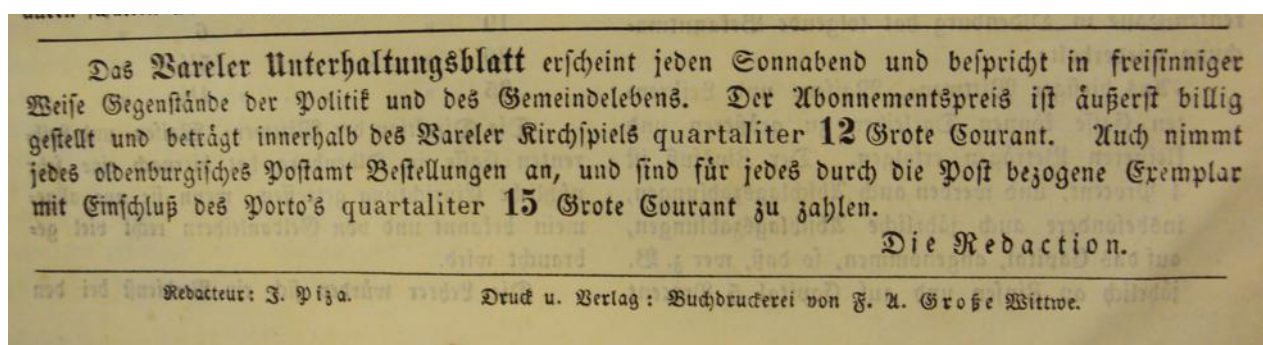 Das Vareler Unterhaltungsblatt erscheint jeden Sonnabend und bespricht in freisinniger
Weise Gegenstände der Politik und des Gemeindelebens. Der Abonnementspreis ist äußerst billig
gestellt und beträgt innerhalb des Vareler Kirchspiels quartaliter 12 Grote Courant. Auch nimmt
jedes oldenburgisches Postamt Bestellungen an, und sind für jedes durch die Post bezogene Exemplar
mit Einschluß des Porto's quartaliter 15 Grote Courant zu zahlen.
Die Redaction.
Redacteur: J. Piza. Druck u. Verlag: Buchdruckerei von F. A. Große Wittwe.